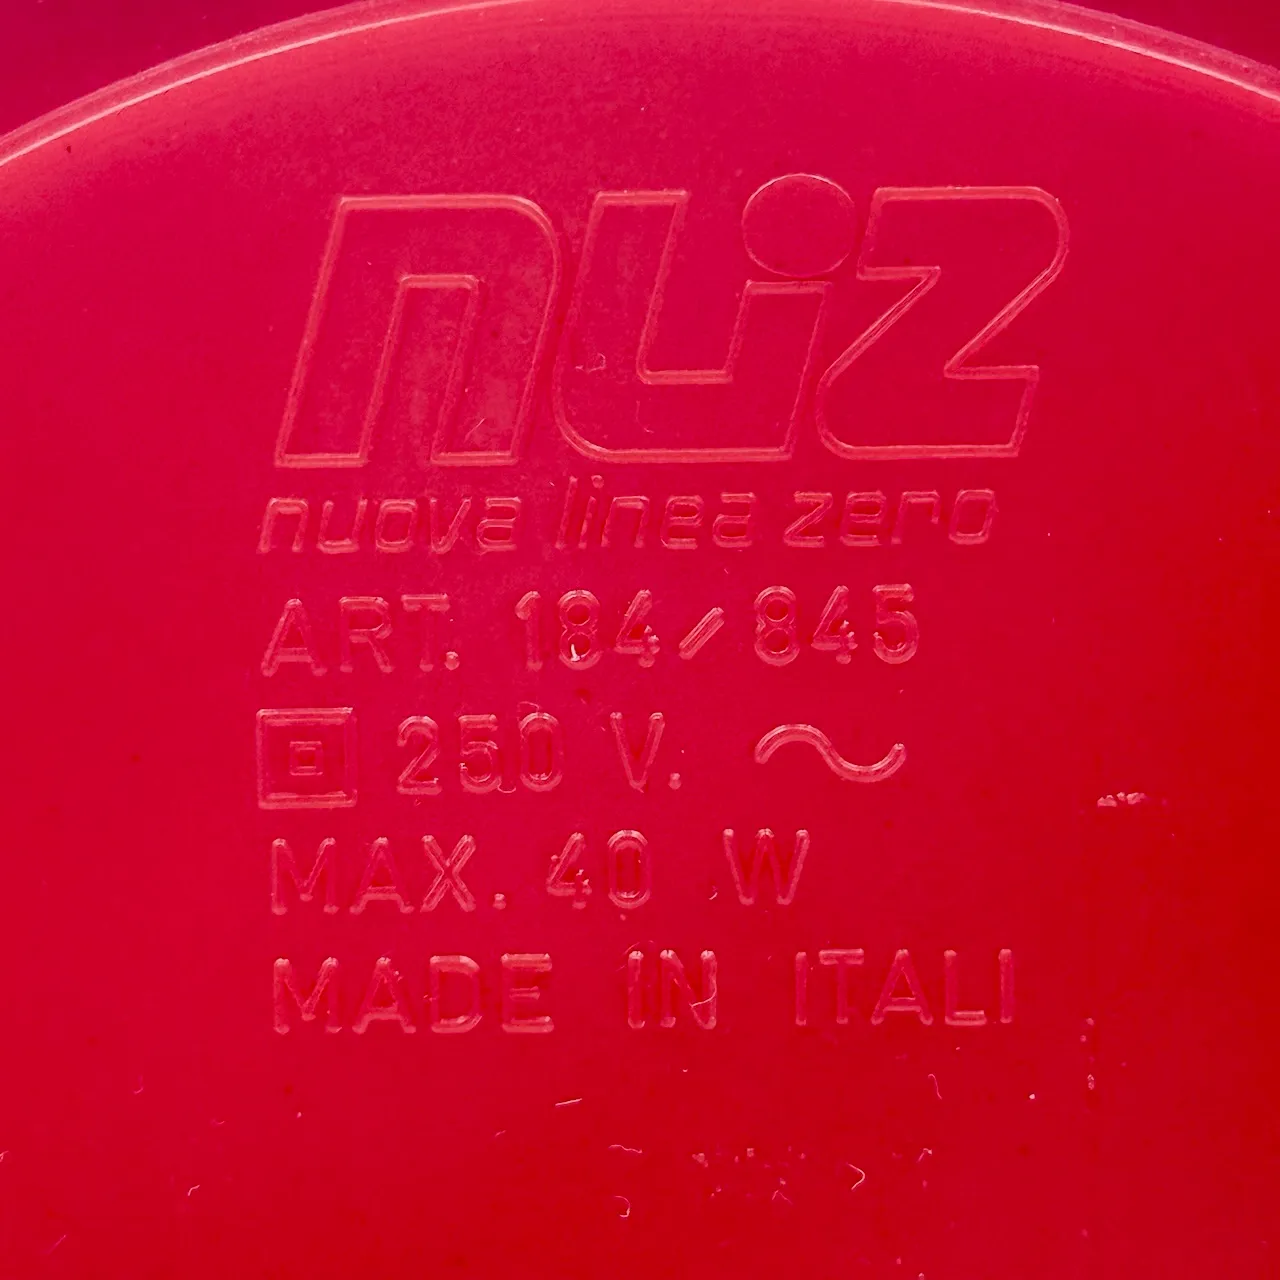 nliz
nuova linea zero
ART. 184/845
250 V. ~
MAX. 40 W
MADE IN ITALI